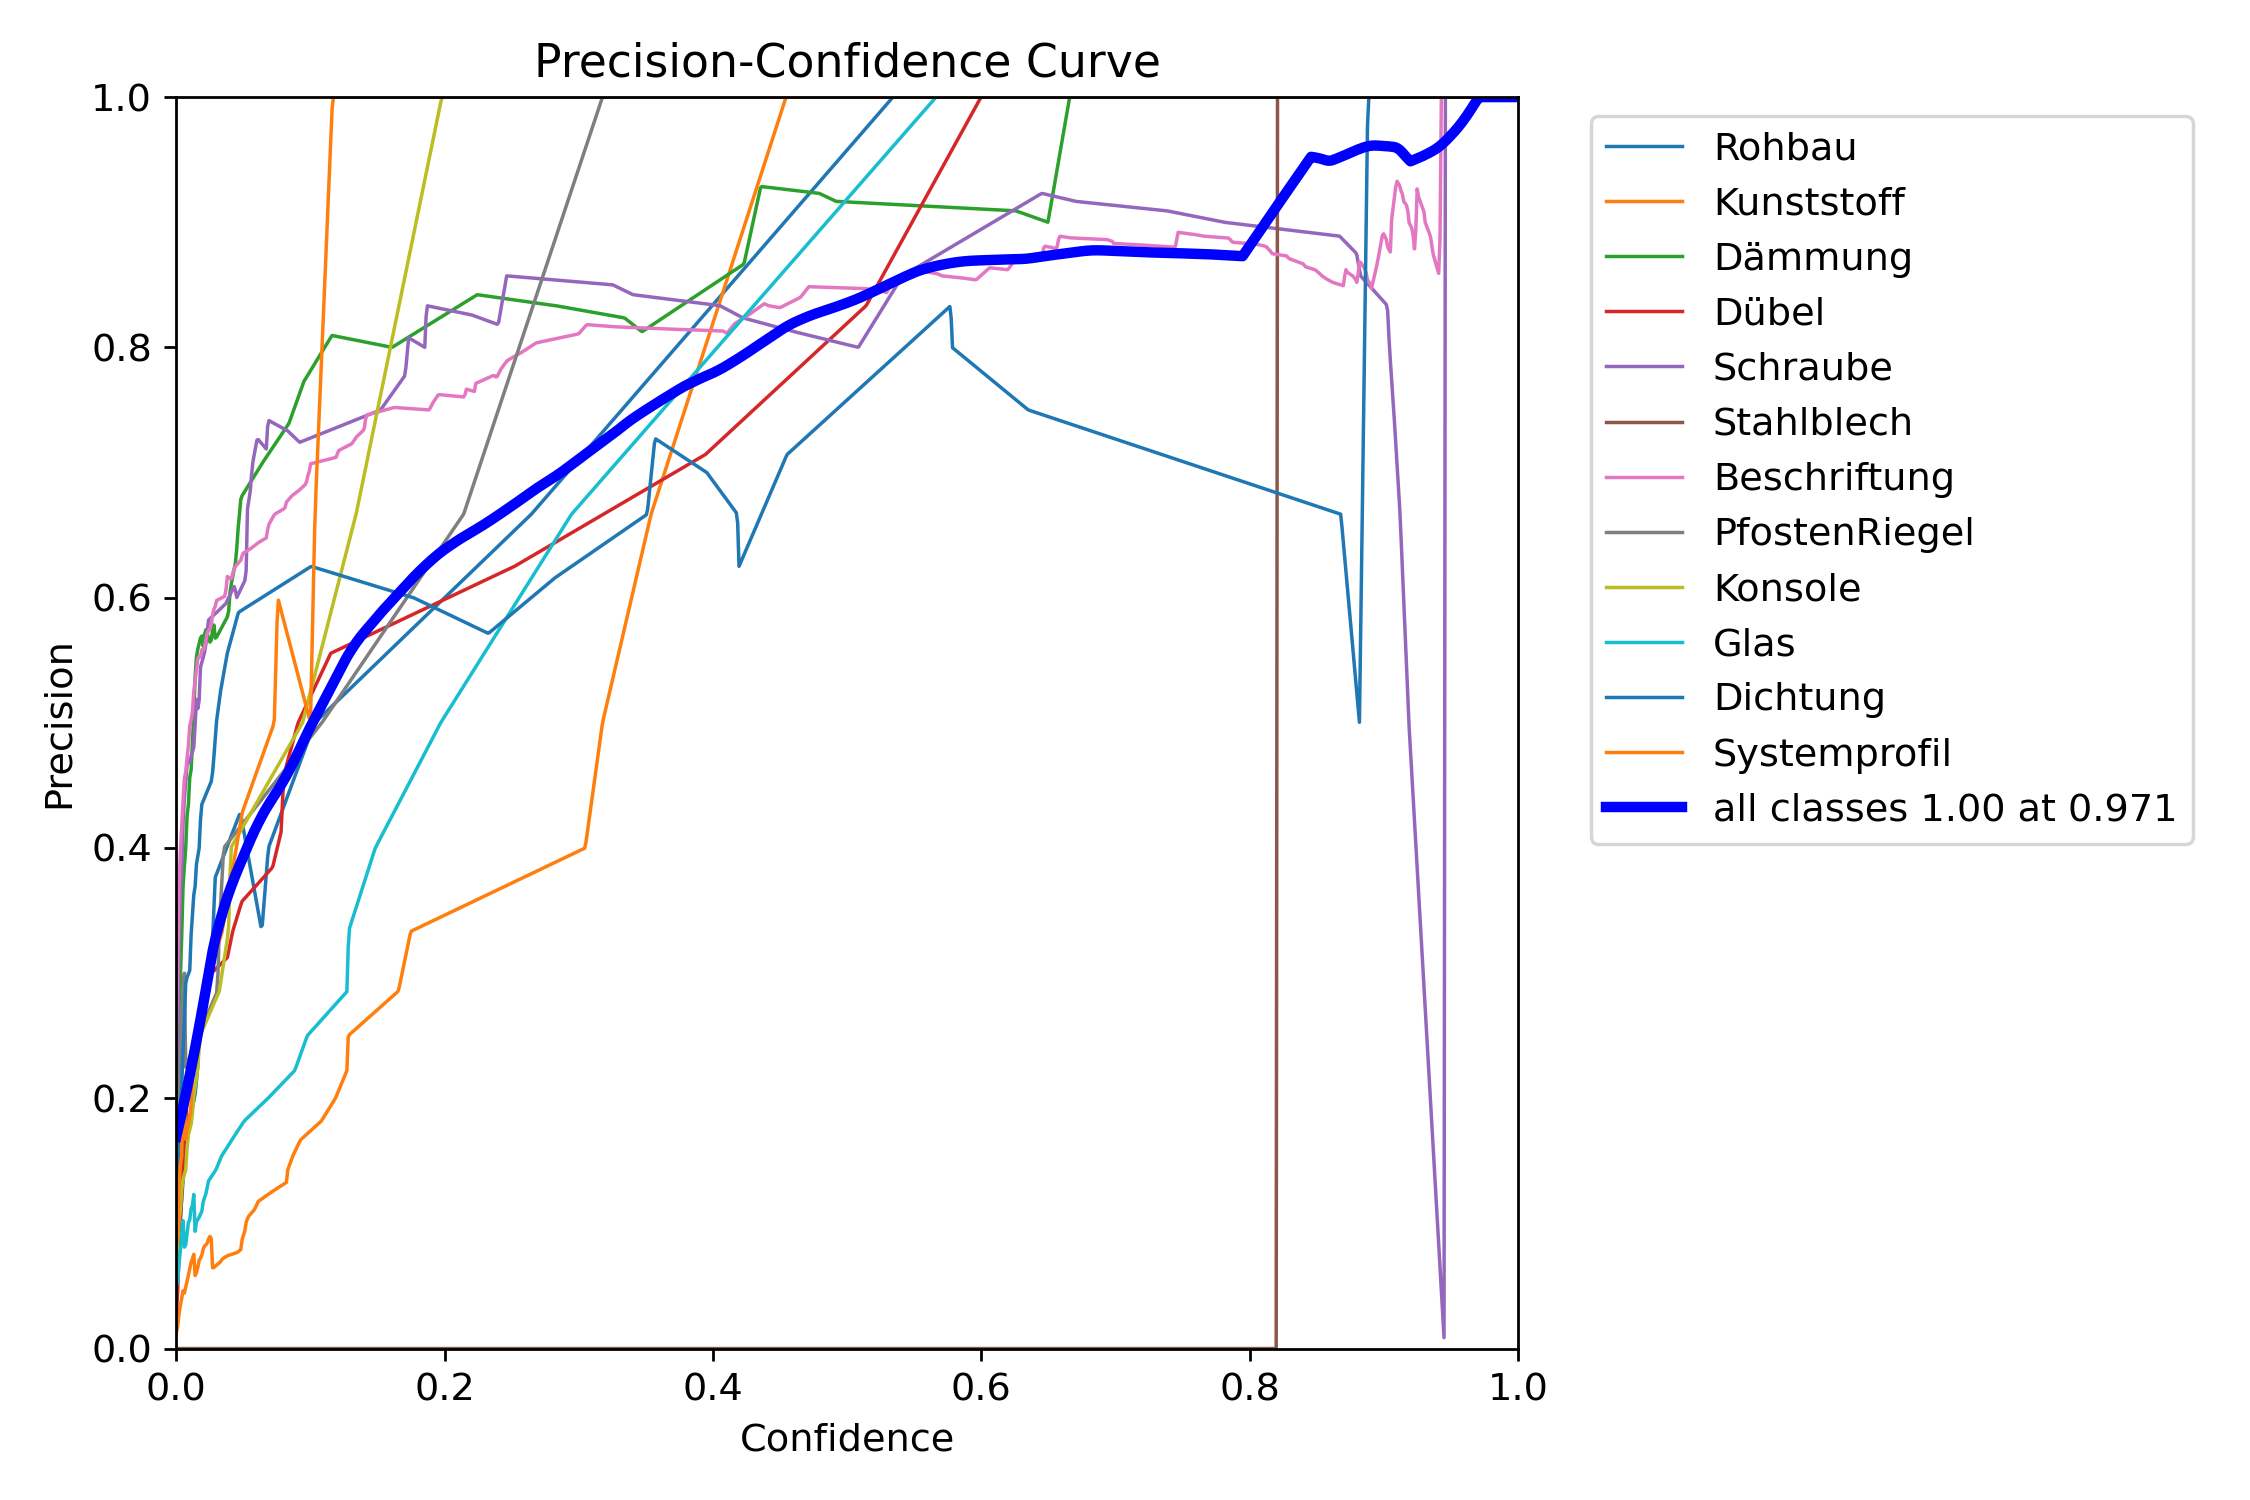 Precision-Confidence Curve
1.0
0.8
0.6
0.4
0.2
0.0
Precision
0.0 0.2 0.4 0.6 0.8 1.0
Confidence
Rohbau
Kunststoff
Dämmung
Dübel
Schraube
Stahlblech
Beschriftung
PfostenRiegel
Konsole
Glas
Dichtung
Systemprofil
all classes 1.00 at 0.971